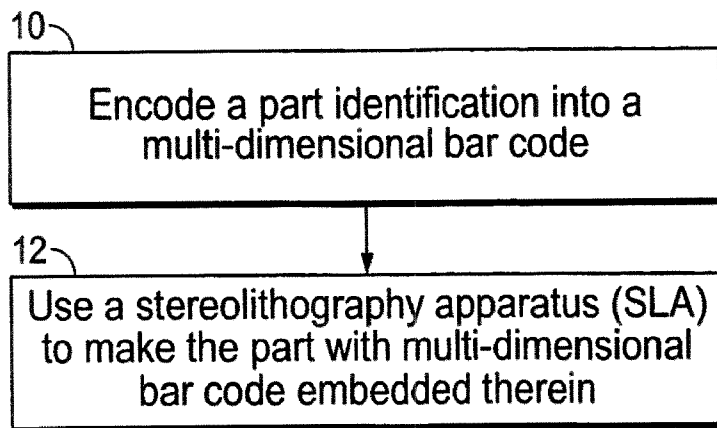 10
Encode a part identification into a
multi-dimensional bar code
12
Use a stereolithography apparatus (SLA)
to make the part with multi-dimensional
bar code embedded therein